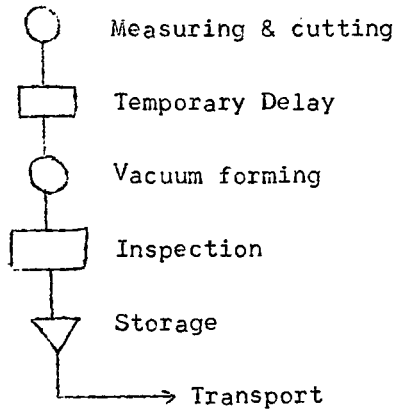 Measuring & cutting
Temporary Delay
Vacuum forming
Inspection
Storage
Transport